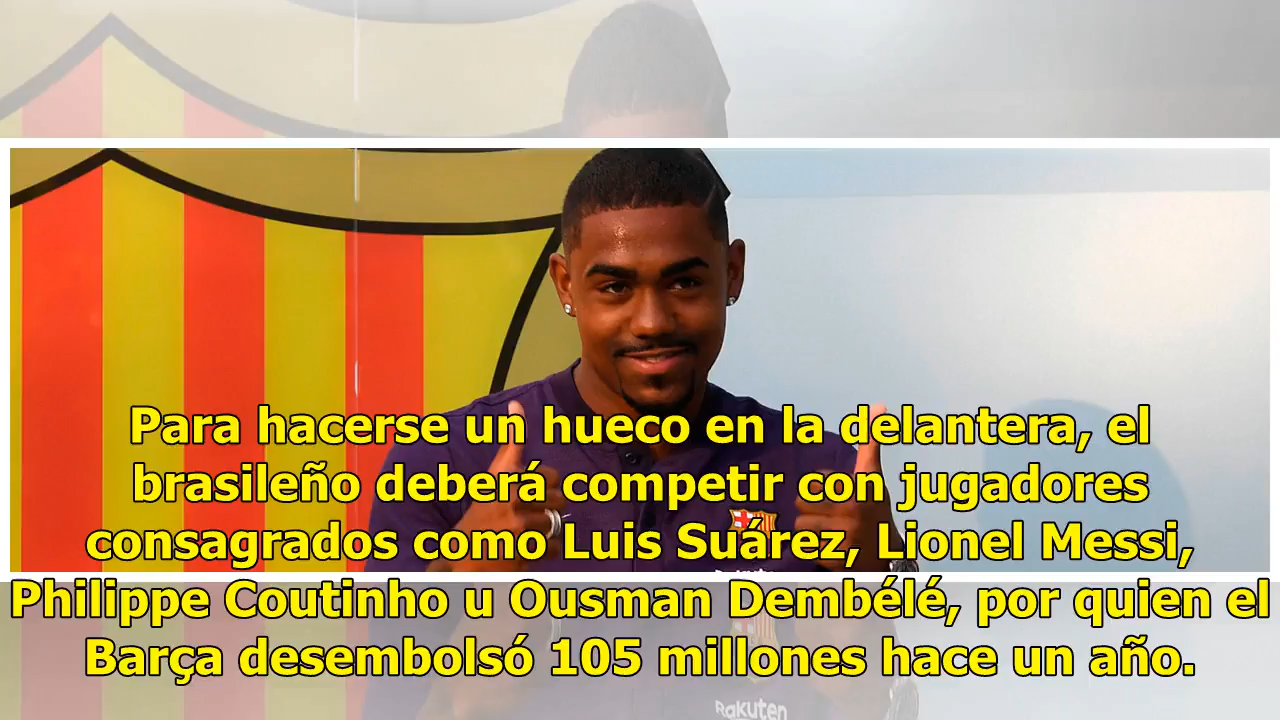 Para hacerse un hueco en la delantera, el
brasileño deberá competir con jugadores
consagrados como Luis Suárez, Lionel Messi,
Philippe Coutinho u Ousman Dembélé, por quien el
Barça desembolsó 105 millones hace un año.
Rakuten
Rakuten